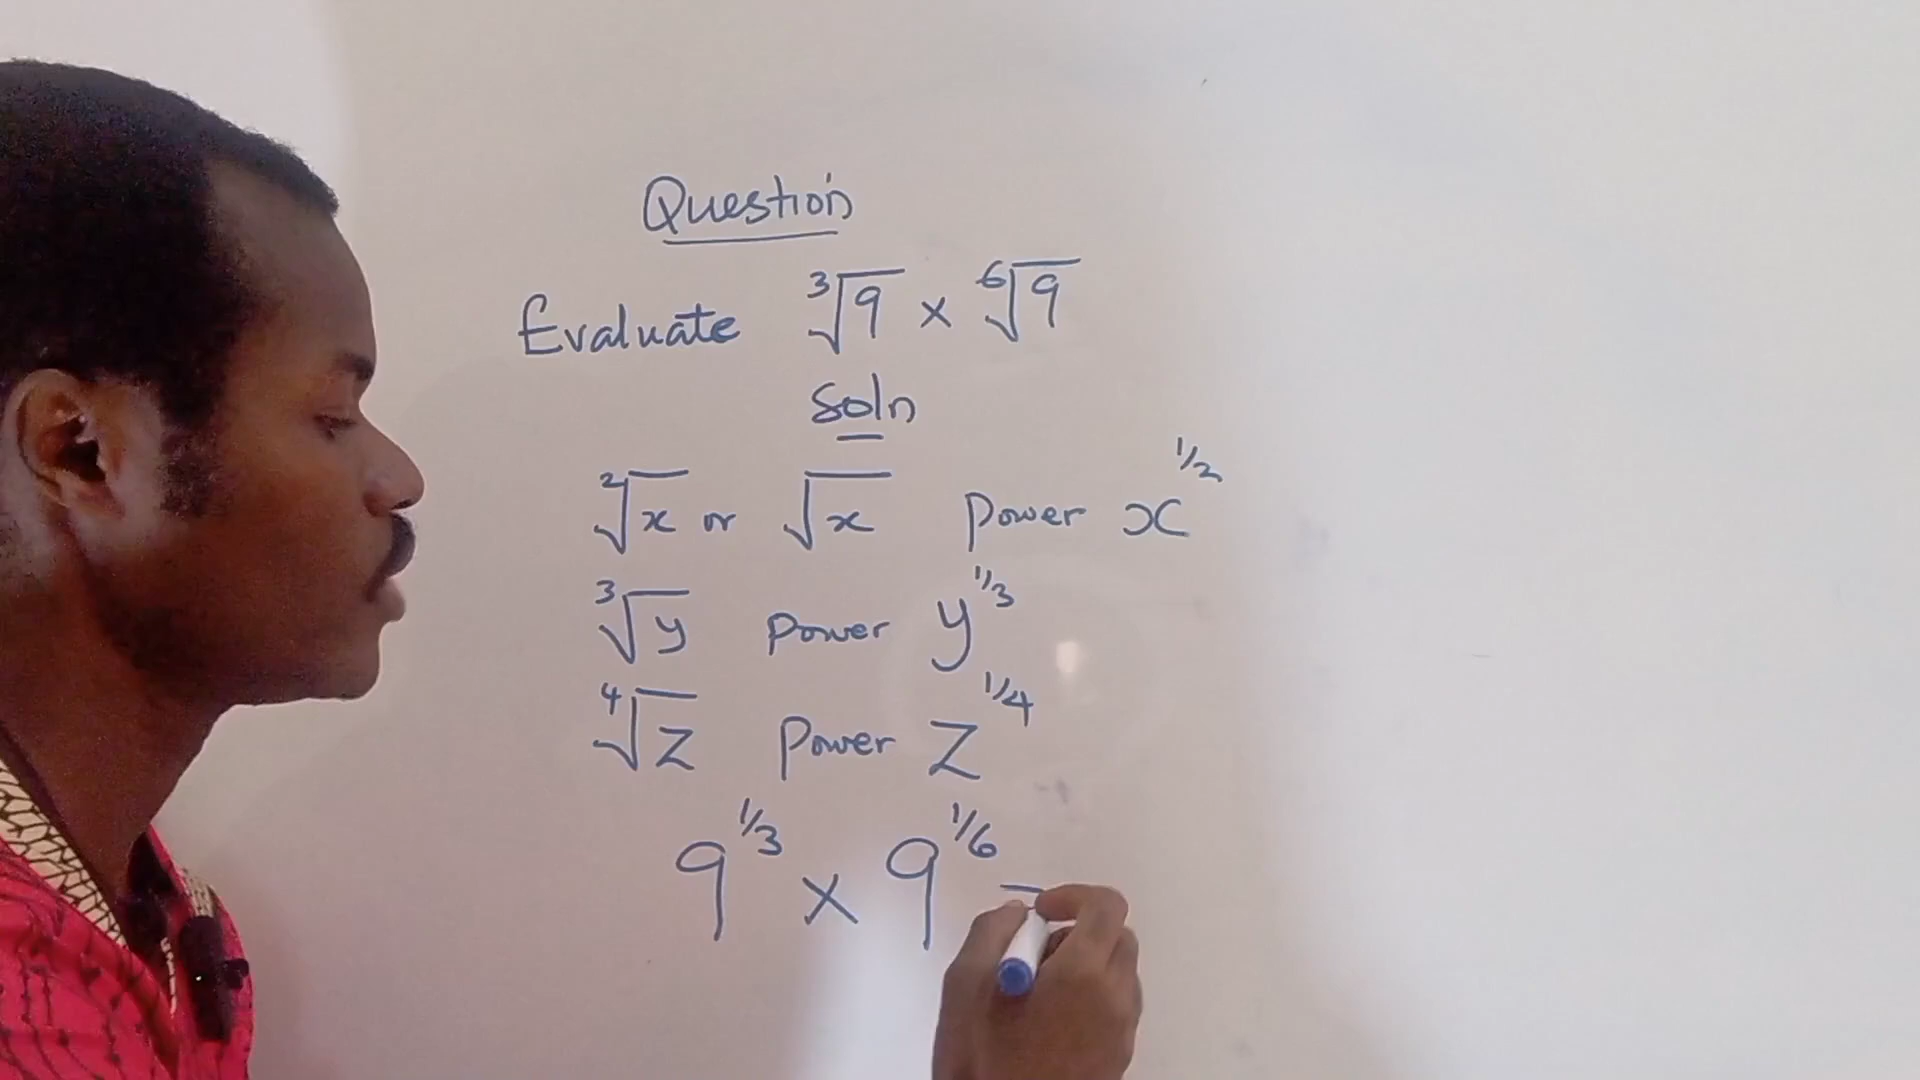 Question
Evaluate ³√9 × ⁶√9
Soln
²√x or √x Power x^1/2
³√y Power y^1/3
⁴√z Power z^1/4
9^1/3 × 9^1/6 =